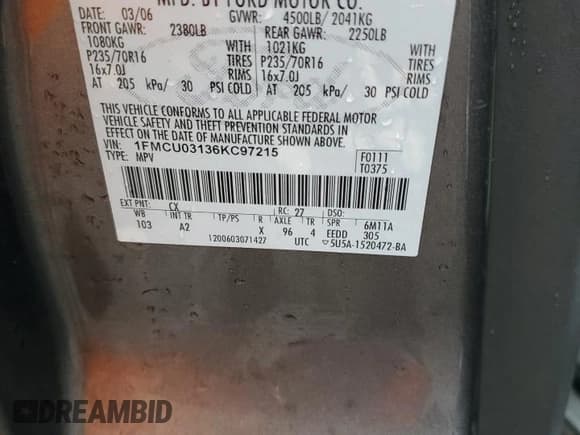 MFD. BY FORD MOTOR CO.
DATE: 03/06 GVWR: 4500LB/ 2041KG
FRONT GAWR: 2380LB REAR GAWR: 2250LB
1080KG WITH 1021KG WITH
P235/70R16 TIRES P235/70R16 TIRES
16x7.0J RIMS 16x7.0J RIMS
AT 205 kPa/ 30 PSI COLD AT 205 kPa/ 30 PSI COLD
THIS VEHICLE CONFORMS TO ALL APPLICABLE FEDERAL MOTOR
VEHICLE SAFETY AND THEFT PREVENTION STANDARDS IN
EFFECT ON THE DATE OF MANUFACTURE SHOWN ABOVE.
VIN: 1FMCU03136KC97215
TYPE: MPV
F0111
T0375
EXT PNT: CX RC: 27
WB INT TR TP/PS R AXLE TR SPR 6M11A
103 A2 X 96 4 EEDD 305
1200603071427 UTC 5U5A-1520472-BA
DREAMBID